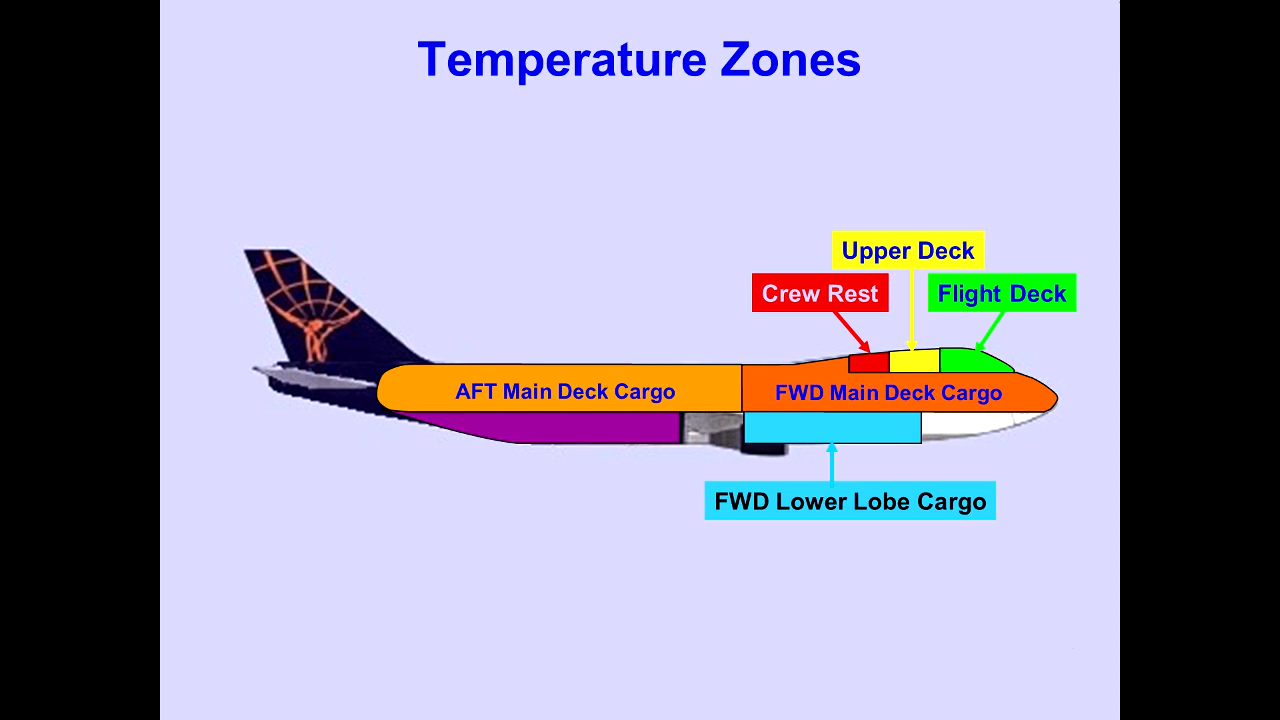 Temperature Zones
Upper Deck
Crew Rest
Flight Deck
AFT Main Deck Cargo
FWD Main Deck Cargo
FWD Lower Lobe Cargo